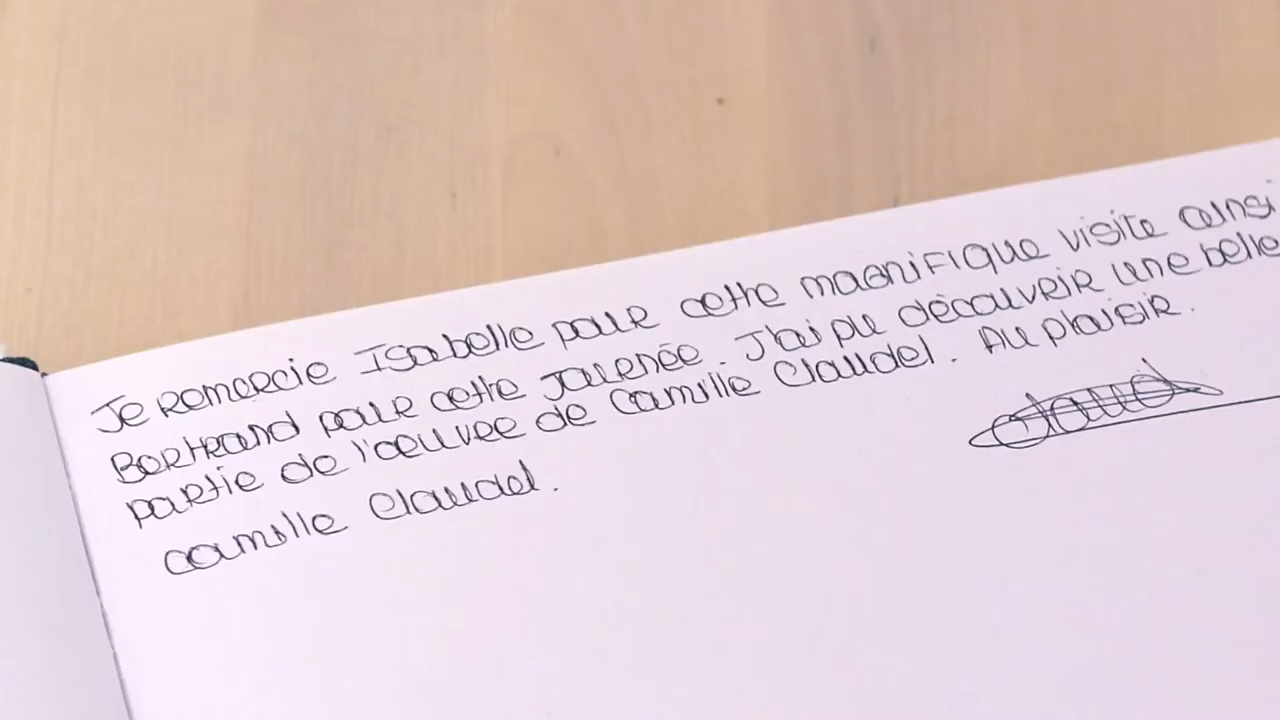 Je remercie Isabelle pour cette magnifique visite ainsi
Bertrand pour cette journée. J'ai pu découvrir une belle
partie de l'œuvre de Camille Claudel. Au plaisir.
Camille Claudel.